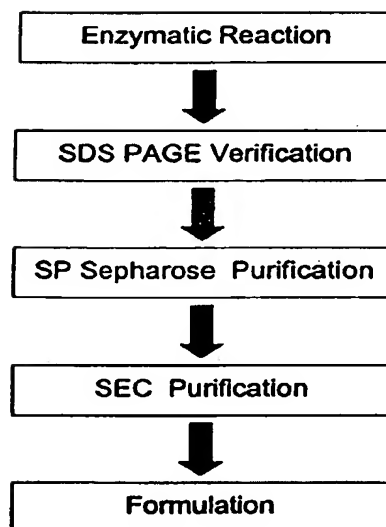 Enzymatic Reaction
SDS PAGE Verification
SP Sepharose Purification
SEC Purification
Formulation